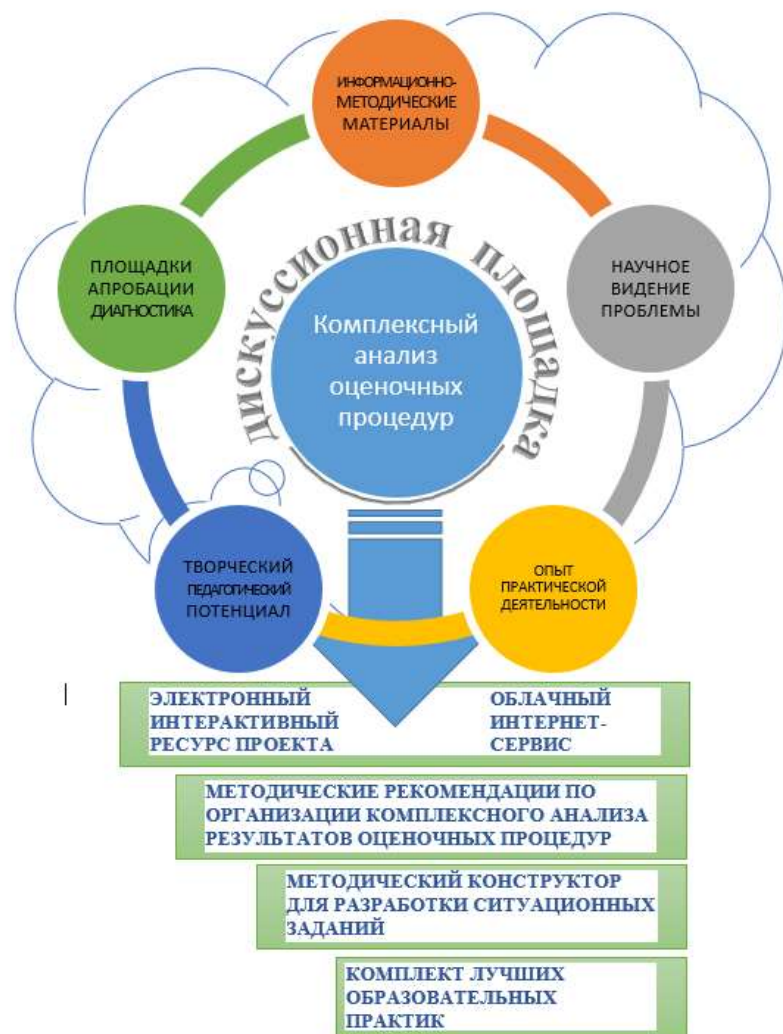 ИНФОРМАЦИОННО-
МЕТОДИЧЕСКИЕ
МАТЕРИАЛЫ
ПЛОЩАДКИ
АПРОБАЦИИ
ДИАГНОСТИКА
НАУЧНОЕ
ВИДЕНИЕ
ПРОБЛЕМЫ
дискуссионная площадка
Комплексный
анализ
оценочных
процедур
ТВОРЧЕСКИЙ
ПЕДАГОГИЧЕСКИЙ
ПОТЕНЦИАЛ
ОПЫТ
ПРАКТИЧЕСКОЙ
ДЕЯТЕЛЬНОСТИ
ЭЛЕКТРОННЫЙ
ИНТЕРАКТИВНЫЙ
РЕСУРС ПРОЕКТА
ОБЛАЧНЫЙ
ИНТЕРНЕТ-
СЕРВИС
МЕТОДИЧЕСКИЕ РЕКОМЕНДАЦИИ ПО
ОРГАНИЗАЦИИ КОМПЛЕКСНОГО АНАЛИЗА
РЕЗУЛЬТАТОВ ОЦЕНОЧНЫХ ПРОЦЕДУР
МЕТОДИЧЕСКИЙ КОНСТРУКТОР
ДЛЯ РАЗРАБОТКИ СИТУАЦИОННЫХ
ЗАДАНИЙ
КОМПЛЕКТ ЛУЧШИХ
ОБРАЗОВАТЕЛЬНЫХ
ПРАКТИК